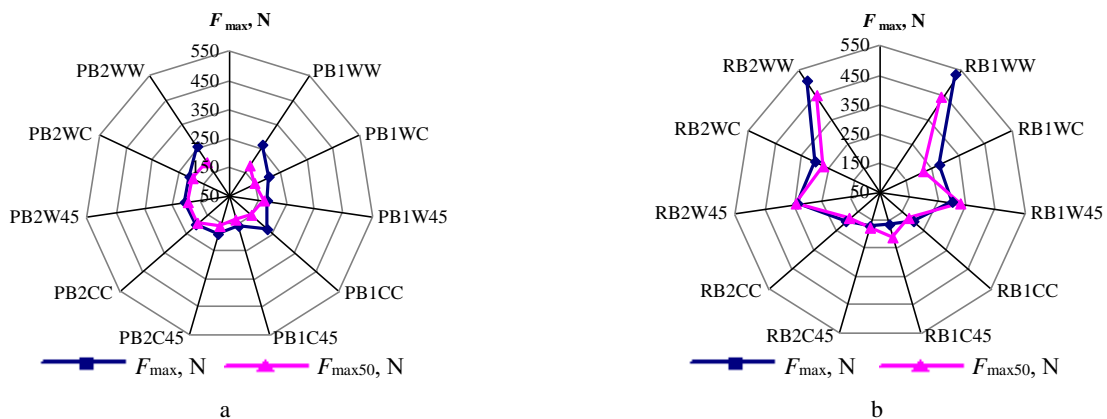 F max, N
550
450
350
250
150
50
PB1WW
PB1WC
PB1W45
PB1CC
PB1C45
PB2C45
PB2CC
PB2W45
PB2WC
PB2WW
Fmax, N
Fmax50, N
a
F max, N
550
450
350
250
150
50
RB1WW
RB1WC
RB1W45
RB1CC
RB1C45
RB2C45
RB2CC
RB2W45
RB2WC
RB2WW
Fmax, N
Fmax50, N
b